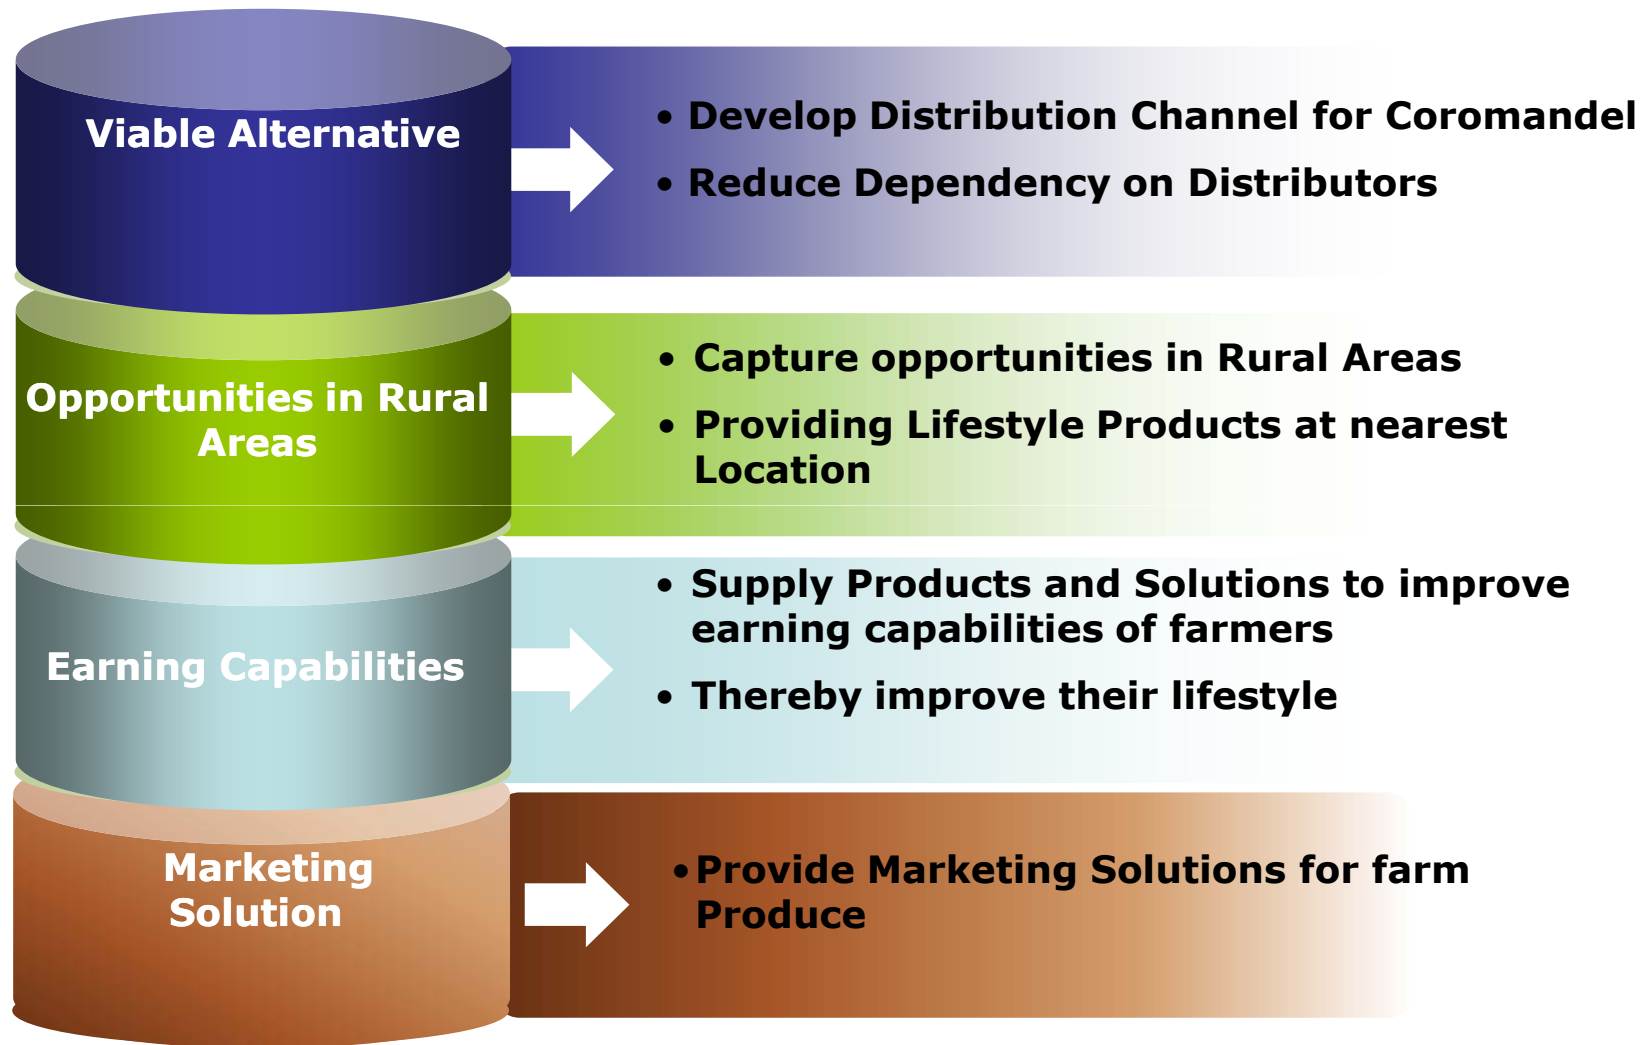 Viable Alternative
• Develop Distribution Channel for Coromandel
• Reduce Dependency on Distributors
Opportunities in Rural
Areas
• Capture opportunities in Rural Areas
• Providing Lifestyle Products at nearest
Location
Earning Capabilities
• Supply Products and Solutions to improve
earning capabilities of farmers
• Thereby improve their lifestyle
Marketing
Solution
• Provide Marketing Solutions for farm
Produce